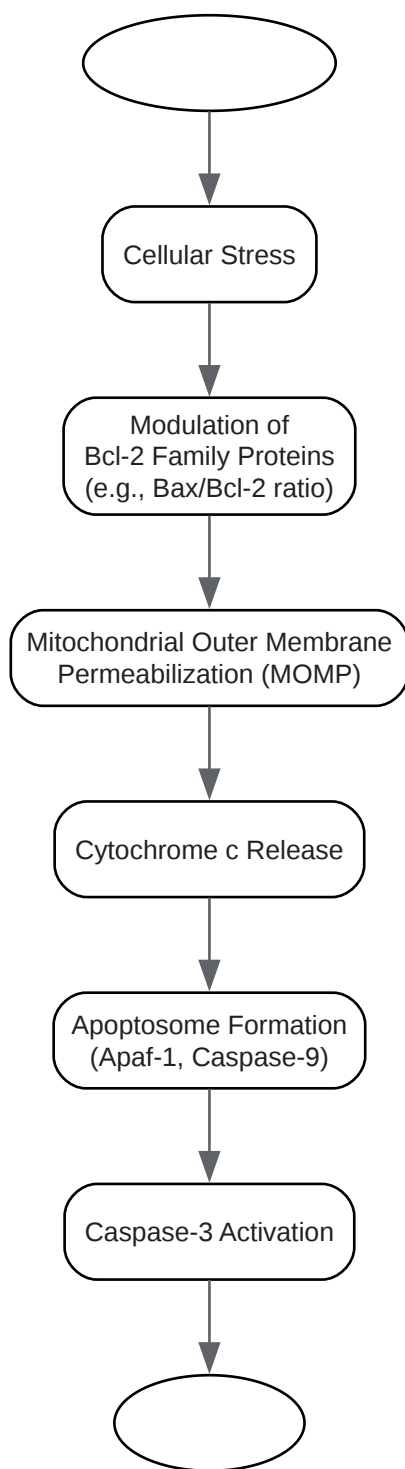 Cellular Stress
Modulation of
Bcl-2 Family Proteins
(e.g., Bax/Bcl-2 ratio)
Mitochondrial Outer Membrane
Permeabilization (MOMP)
Cytochrome c Release
Apoptosome Formation
(Apaf-1, Caspase-9)
Caspase-3 Activation